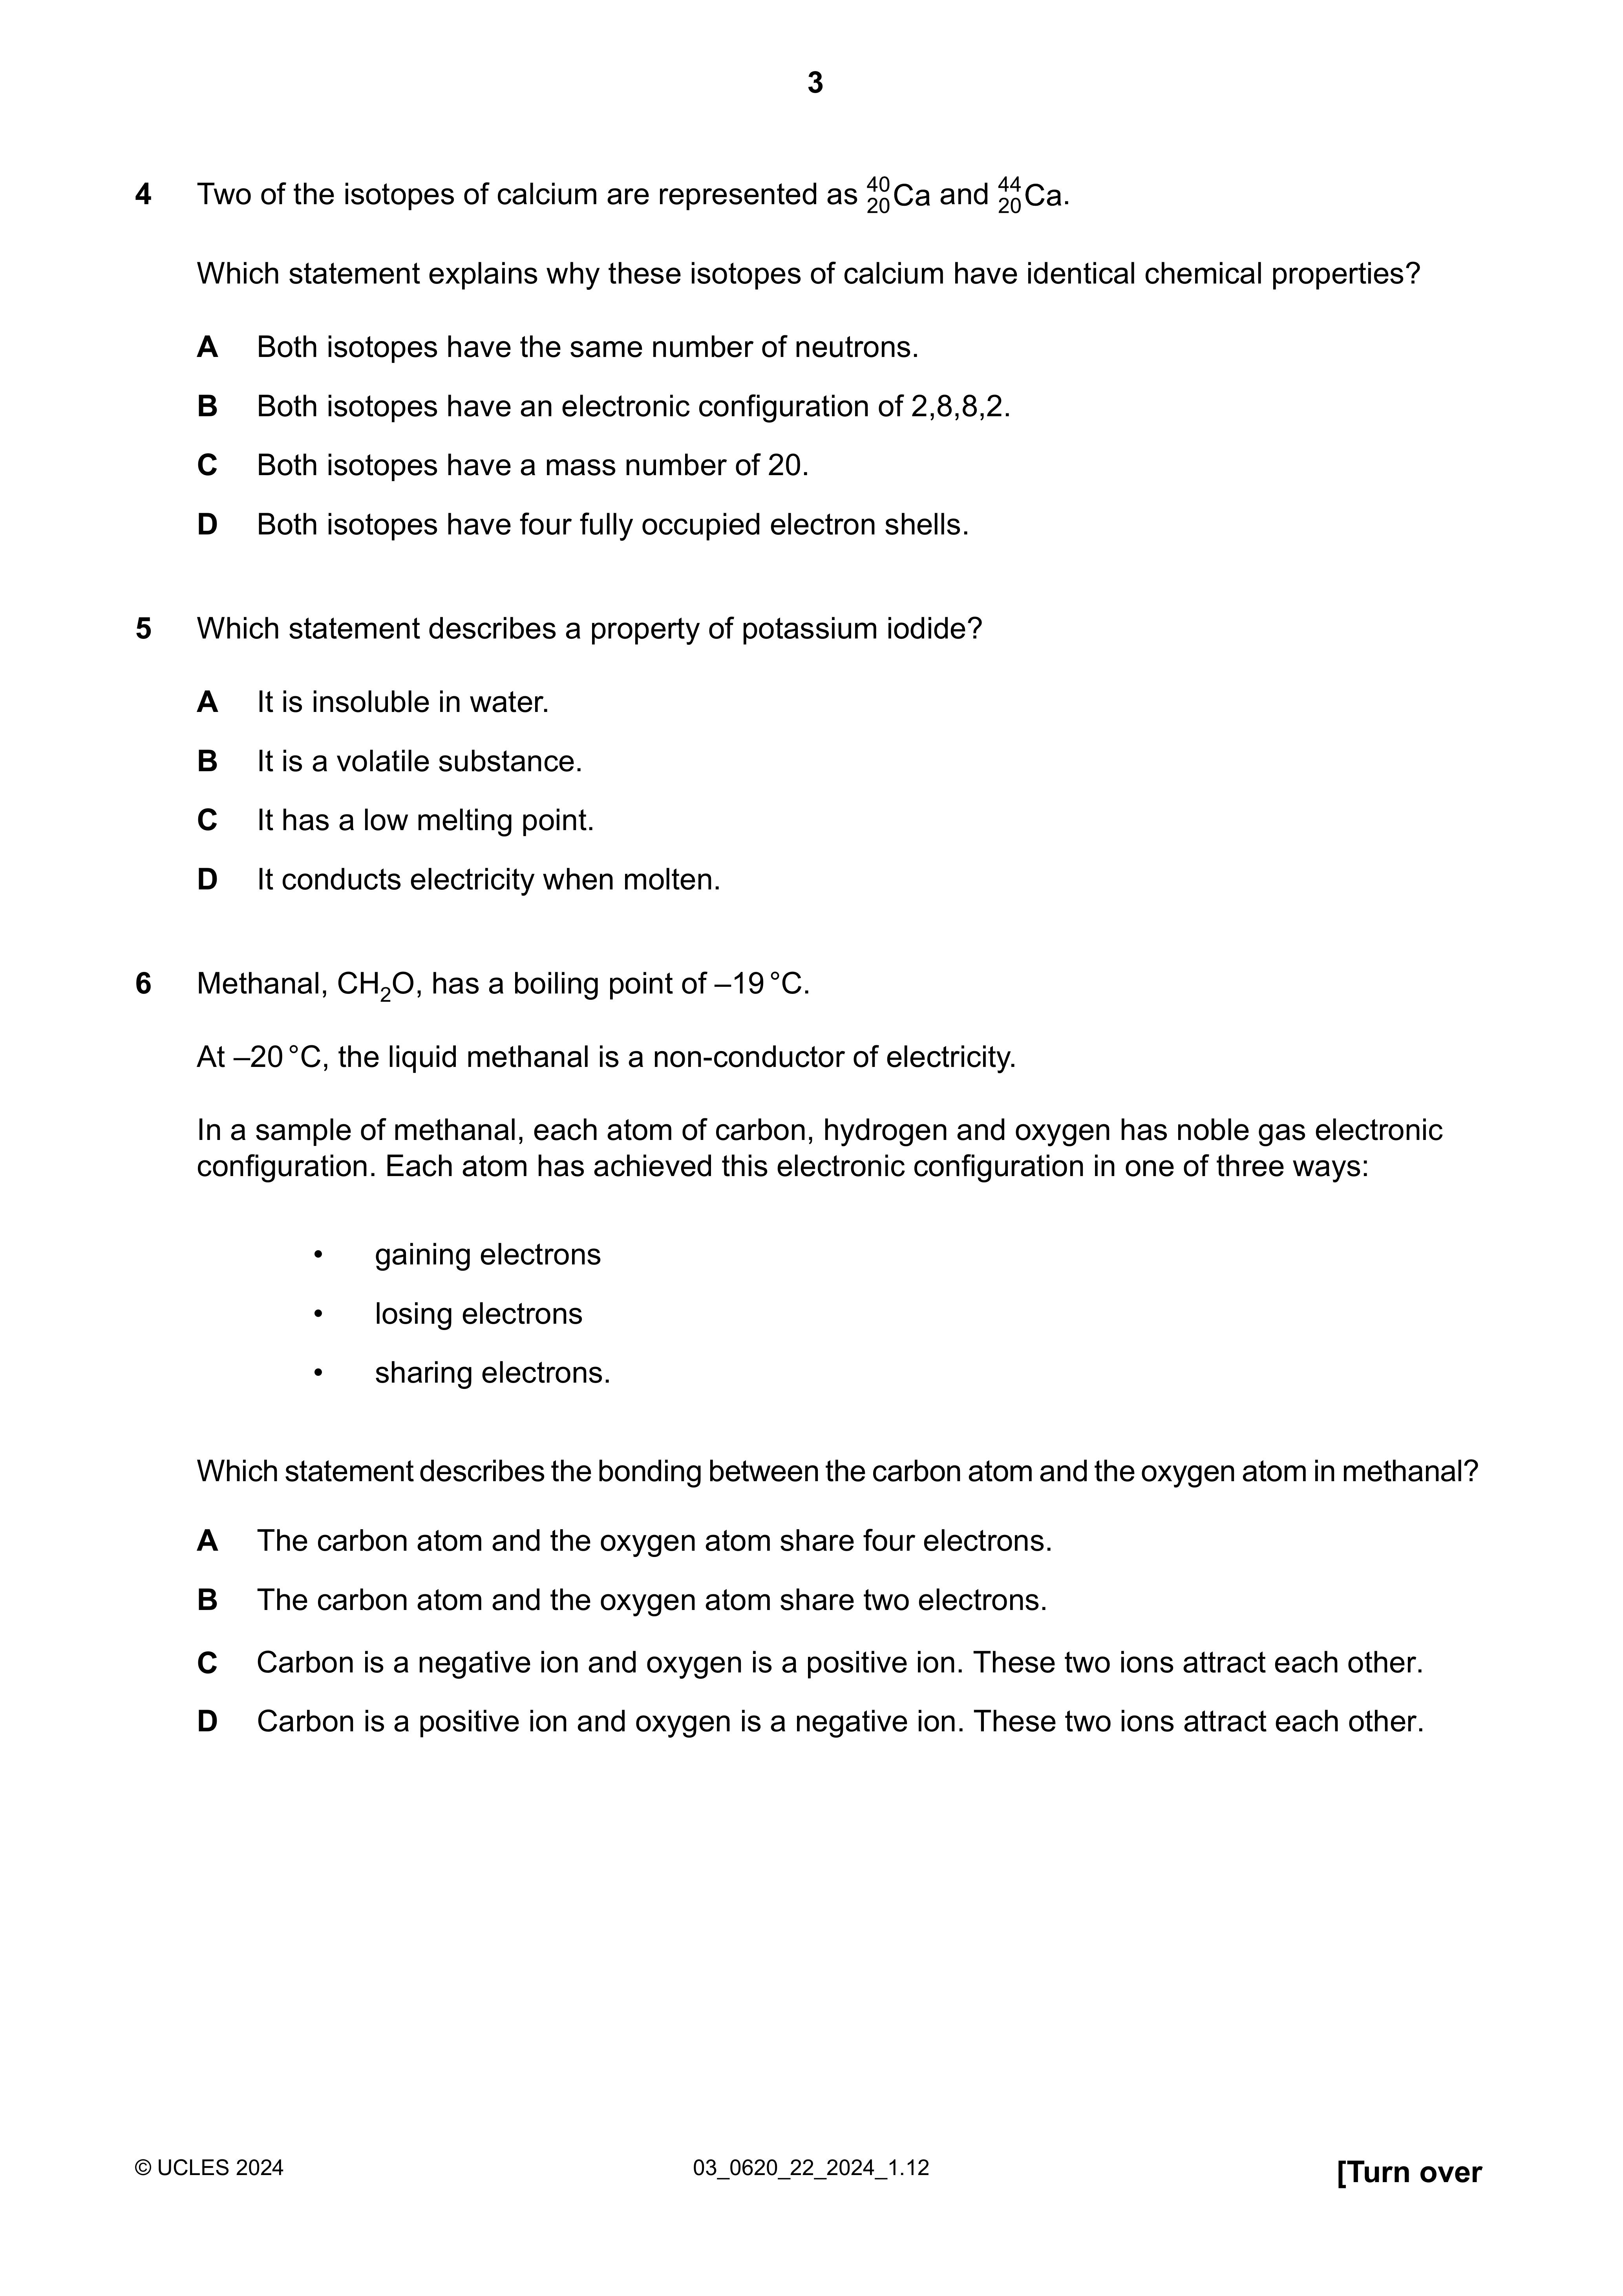 3
4 Two of the isotopes of calcium are represented as ⁴⁰₂₀Ca and ⁴⁴₂₀Ca.
Which statement explains why these isotopes of calcium have identical chemical properties?
A Both isotopes have the same number of neutrons.
B Both isotopes have an electronic configuration of 2,8,8,2.
C Both isotopes have a mass number of 20.
D Both isotopes have four fully occupied electron shells.
5 Which statement describes a property of potassium iodide?
A It is insoluble in water.
B It is a volatile substance.
C It has a low melting point.
D It conducts electricity when molten.
6 Methanal, CH₂O, has a boiling point of –19 °C.
At –20 °C, the liquid methanal is a non-conductor of electricity.
In a sample of methanal, each atom of carbon, hydrogen and oxygen has noble gas electronic
configuration. Each atom has achieved this electronic configuration in one of three ways:
• gaining electrons
• losing electrons
• sharing electrons.
Which statement describes the bonding between the carbon atom and the oxygen atom in methanal?
A The carbon atom and the oxygen atom share four electrons.
B The carbon atom and the oxygen atom share two electrons.
C Carbon is a negative ion and oxygen is a positive ion. These two ions attract each other.
D Carbon is a positive ion and oxygen is a negative ion. These two ions attract each other.
© UCLES 2024 03_0620_22_2024_1.12 [Turn over